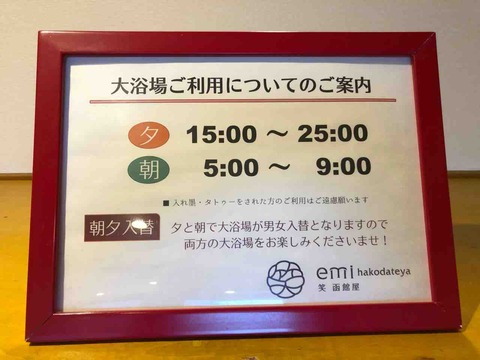 大浴場ご利用についてのご案内
夕 15:00 ～ 25:00
朝 5:00 ～ 9:00
■ 入れ墨・タトゥーをされた方のご利用はご遠慮願います
朝夕入替 夕と朝で大浴場が男女入替となりますので
両方の大浴場をお楽しみくださいませ！
emi hakodateya
笑 函館屋